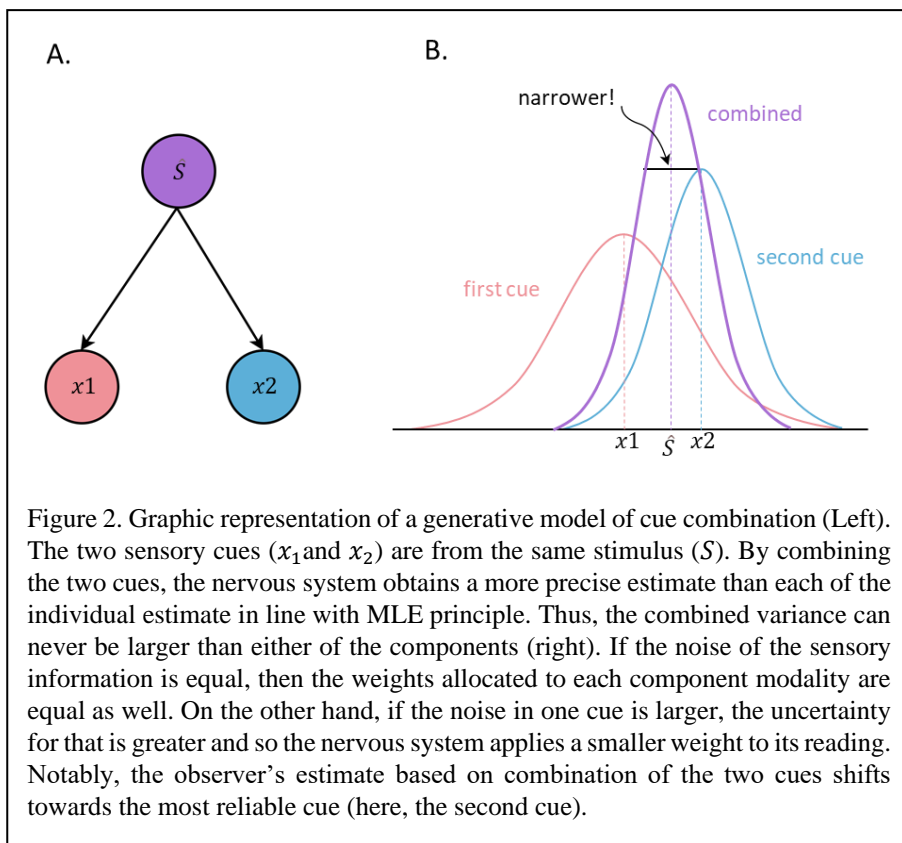 A.
B.
narrower!
combined
Ŝ
second cue
first cue
x1
x2
x1 Ŝ x2
Figure 2. Graphic representation of a generative model of cue combination (Left).
The two sensory cues (x₁and x₂) are from the same stimulus (S). By combining
the two cues, the nervous system obtains a more precise estimate than each of the
individual estimate in line with MLE principle. Thus, the combined variance can
never be larger than either of the components (right). If the noise of the sensory
information is equal, then the weights allocated to each component modality are
equal as well. On the other hand, if the noise in one cue is larger, the uncertainty
for that is greater and so the nervous system applies a smaller weight to its reading.
Notably, the observer’s estimate based on combination of the two cues shifts
towards the most reliable cue (here, the second cue).